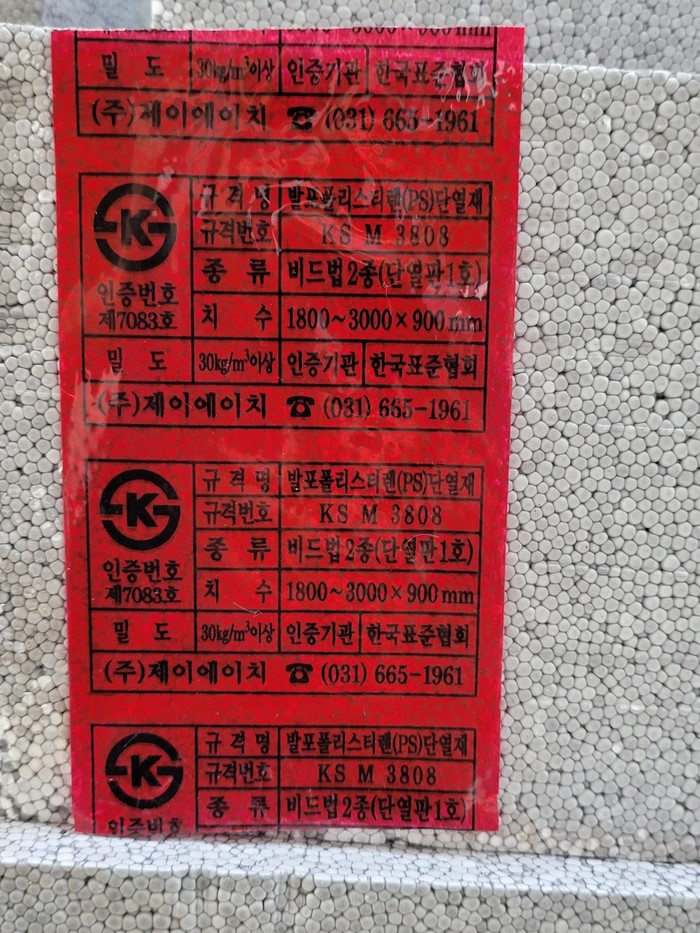 mm
밀 도 30kg/m³이상 인증기관 한국표준협회
(주)제이에이치 ☎ (031) 665-1961
K
규 격 명 발포폴리스티렌(PS)단열재
규격번호 KS M 3808
종 류 비드법2종(단열판1호)
인증번호
제7083호
치 수 1800~3000×900mm
밀 도 30kg/m³이상 인증기관 한국표준협회
(주)제이에이치 ☎ (031) 665-1961
K
규 격 명 발포폴리스티렌(PS)단열재
규격번호 KS M 3808
종 류 비드법2종(단열판1호)
인증번호
제7083호
치 수 1800~3000×900mm
밀 도 30kg/m³이상 인증기관 한국표준협회
(주)제이에이치 ☎ (031) 665-1961
K
규 격 명 발포폴리스티렌(PS)단열재
규격번호 KS M 3808
종 류 비드법2종(단열판1호)
인증번호